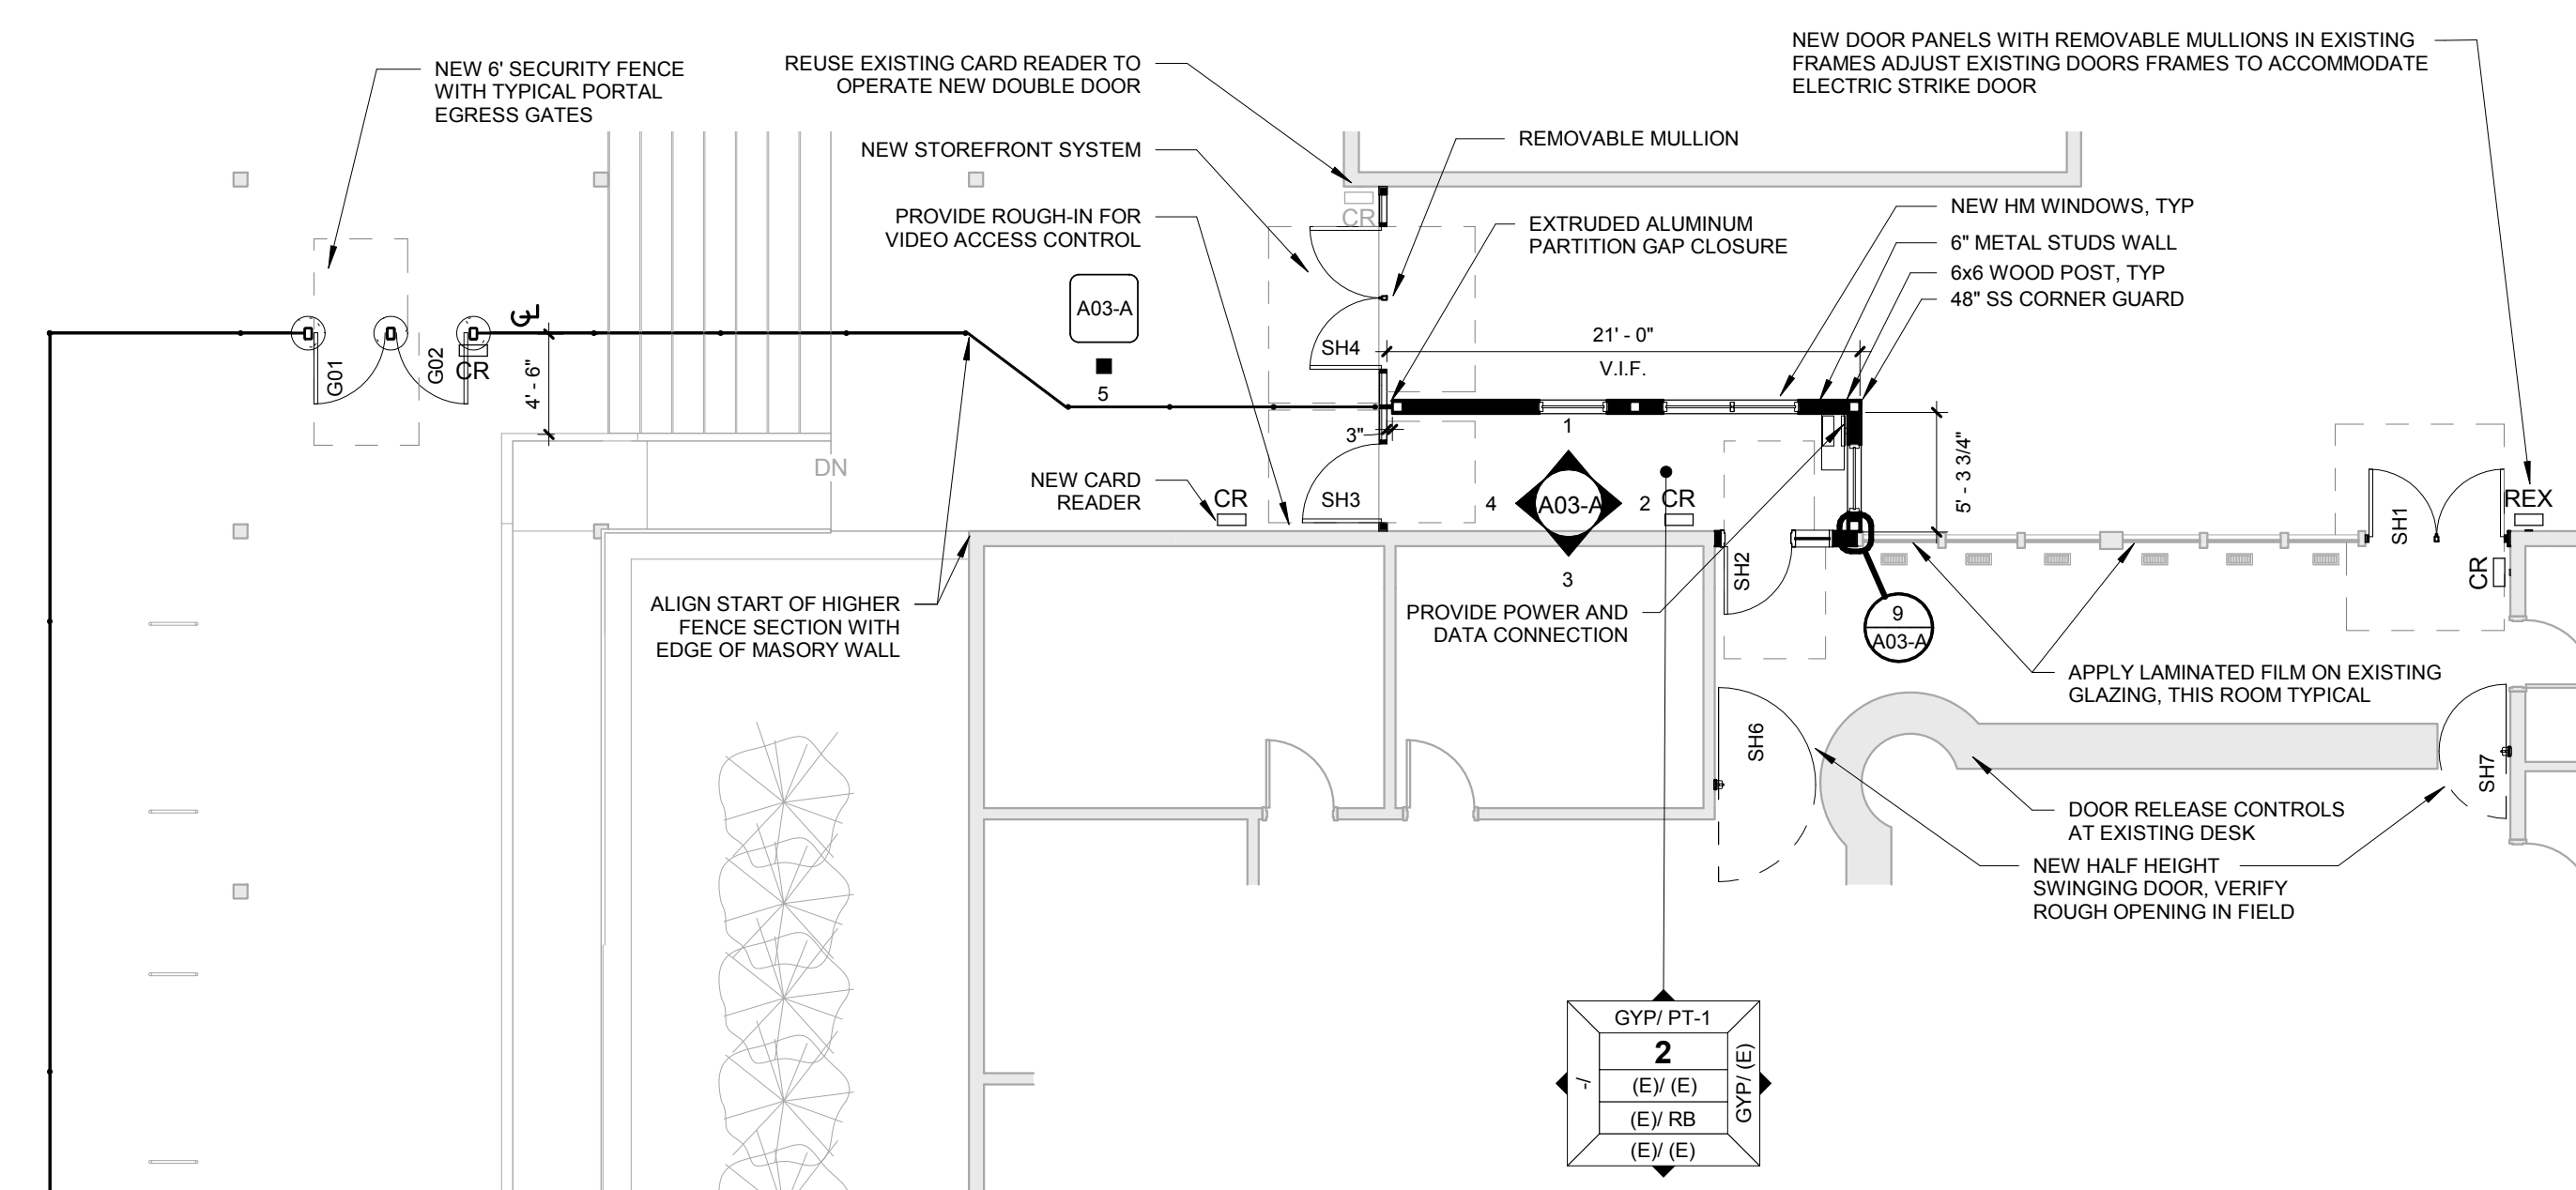 NEW 6' SECURITY FENCE
WITH TYPICAL PORTAL
EGRESS GATES
REUSE EXISTING CARD READER TO
OPERATE NEW DOUBLE DOOR
NEW STOREFRONT SYSTEM
PROVIDE ROUGH-IN FOR
VIDEO ACCESS CONTROL
REMOVABLE MULLION
EXTRUDED ALUMINUM
PARTITION GAP CLOSURE
NEW DOOR PANELS WITH REMOVABLE MULLIONS IN EXISTING
FRAMES ADJUST EXISTING DOORS FRAMES TO ACCOMMODATE
ELECTRIC STRIKE DOOR
NEW HM WINDOWS, TYP
6" METAL STUDS WALL
6x6 WOOD POST, TYP
48" SS CORNER GUARD
CR
A03-A
5
G01
G02
CR
CL
4' - 6"
SH4
21' - 0"
V.I.F.
3"
1
DN
NEW CARD
READER
CR
SH3
4
A03-A
2
CR
3
5' - 3 3/4"
SH1
REX
CR
SH2
9
A03-A
ALIGN START OF HIGHER
FENCE SECTION WITH
EDGE OF MASORY WALL
PROVIDE POWER AND
DATA CONNECTION
APPLY LAMINATED FILM ON EXISTING
GLAZING, THIS ROOM TYPICAL
SH6
SH7
DOOR RELEASE CONTROLS
AT EXISTING DESK
NEW HALF HEIGHT
SWINGING DOOR, VERIFY
ROUGH OPENING IN FIELD
GYP/ PT-1
2
(E)/ (E)
(E)/ RB
(E)/ (E)
-/
GYP/ (E)